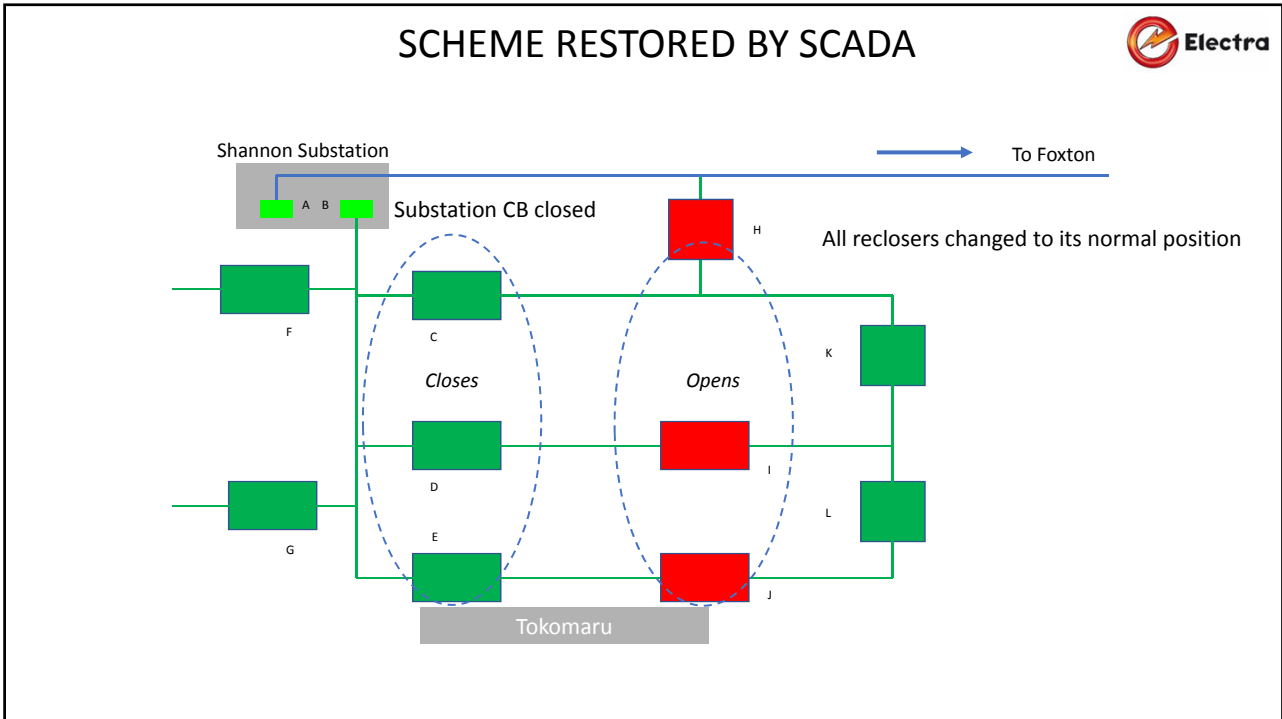 SCHEME RESTORED BY SCADA
Electra
Shannon Substation
To Foxton
A B
Substation CB closed
H
All reclosers changed to its normal position
F
C
K
Closes
Opens
D
I
L
G
E
J
Tokomaru